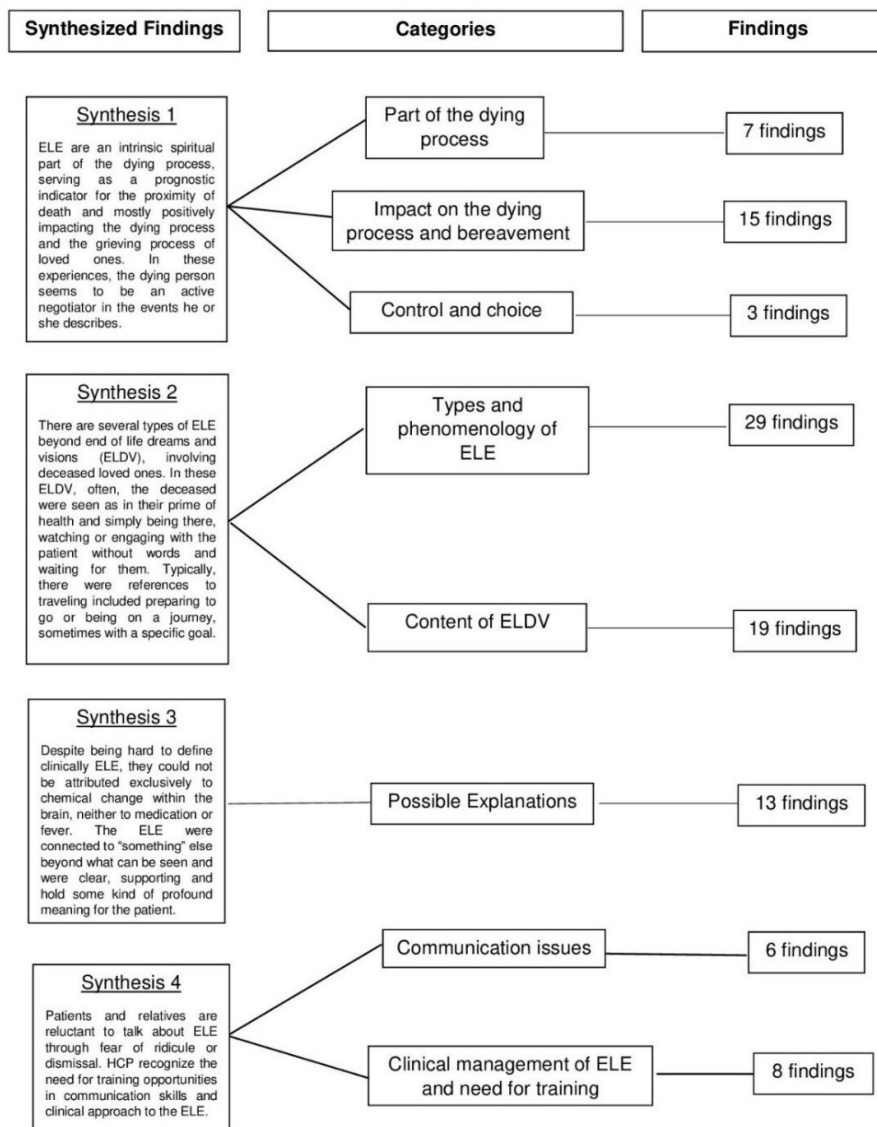 Synthesized Findings
Categories
Findings
Synthesis 1
ELE are an intrinsic spiritual
part of the dying process,
serving as a prognostic
indicator for the proximity of
death and mostly positively
impacting the dying process
and the grieving process of
loved ones. In these
experiences, the dying person
seems to be an active
negotiator in the events he or
she describes.
Part of the dying
process
7 findings
Impact on the dying
process and bereavement
15 findings
Control and choice
3 findings
Synthesis 2
There are several types of ELE
beyond end of life dreams and
visions (ELDV), involving
deceased loved ones. In these
ELDV, often, the deceased
were seen as in their prime of
health and simply being there,
watching or engaging with the
patient without words and
waiting for them. Typically,
there were references to
traveling included preparing to
go or being on a journey,
sometimes with a specific goal.
Types and
phenomenology of
ELE
29 findings
Content of ELDV
19 findings
Synthesis 3
Despite being hard to define
clinically ELE, they could not
be attributed exclusively to
chemical change within the
brain, neither to medication or
fever. The ELE were
connected to “something” else
beyond what can be seen and
were clear, supporting and
hold some kind of profound
meaning for the patient.
Possible Explanations
13 findings
Synthesis 4
Patients and relatives are
reluctant to talk about ELE
through fear of ridicule or
dismissal. HCP recognize the
need for training opportunities
in communication skills and
clinical approach to the ELE.
Communication issues
6 findings
Clinical management of ELE
and need for training
8 findings